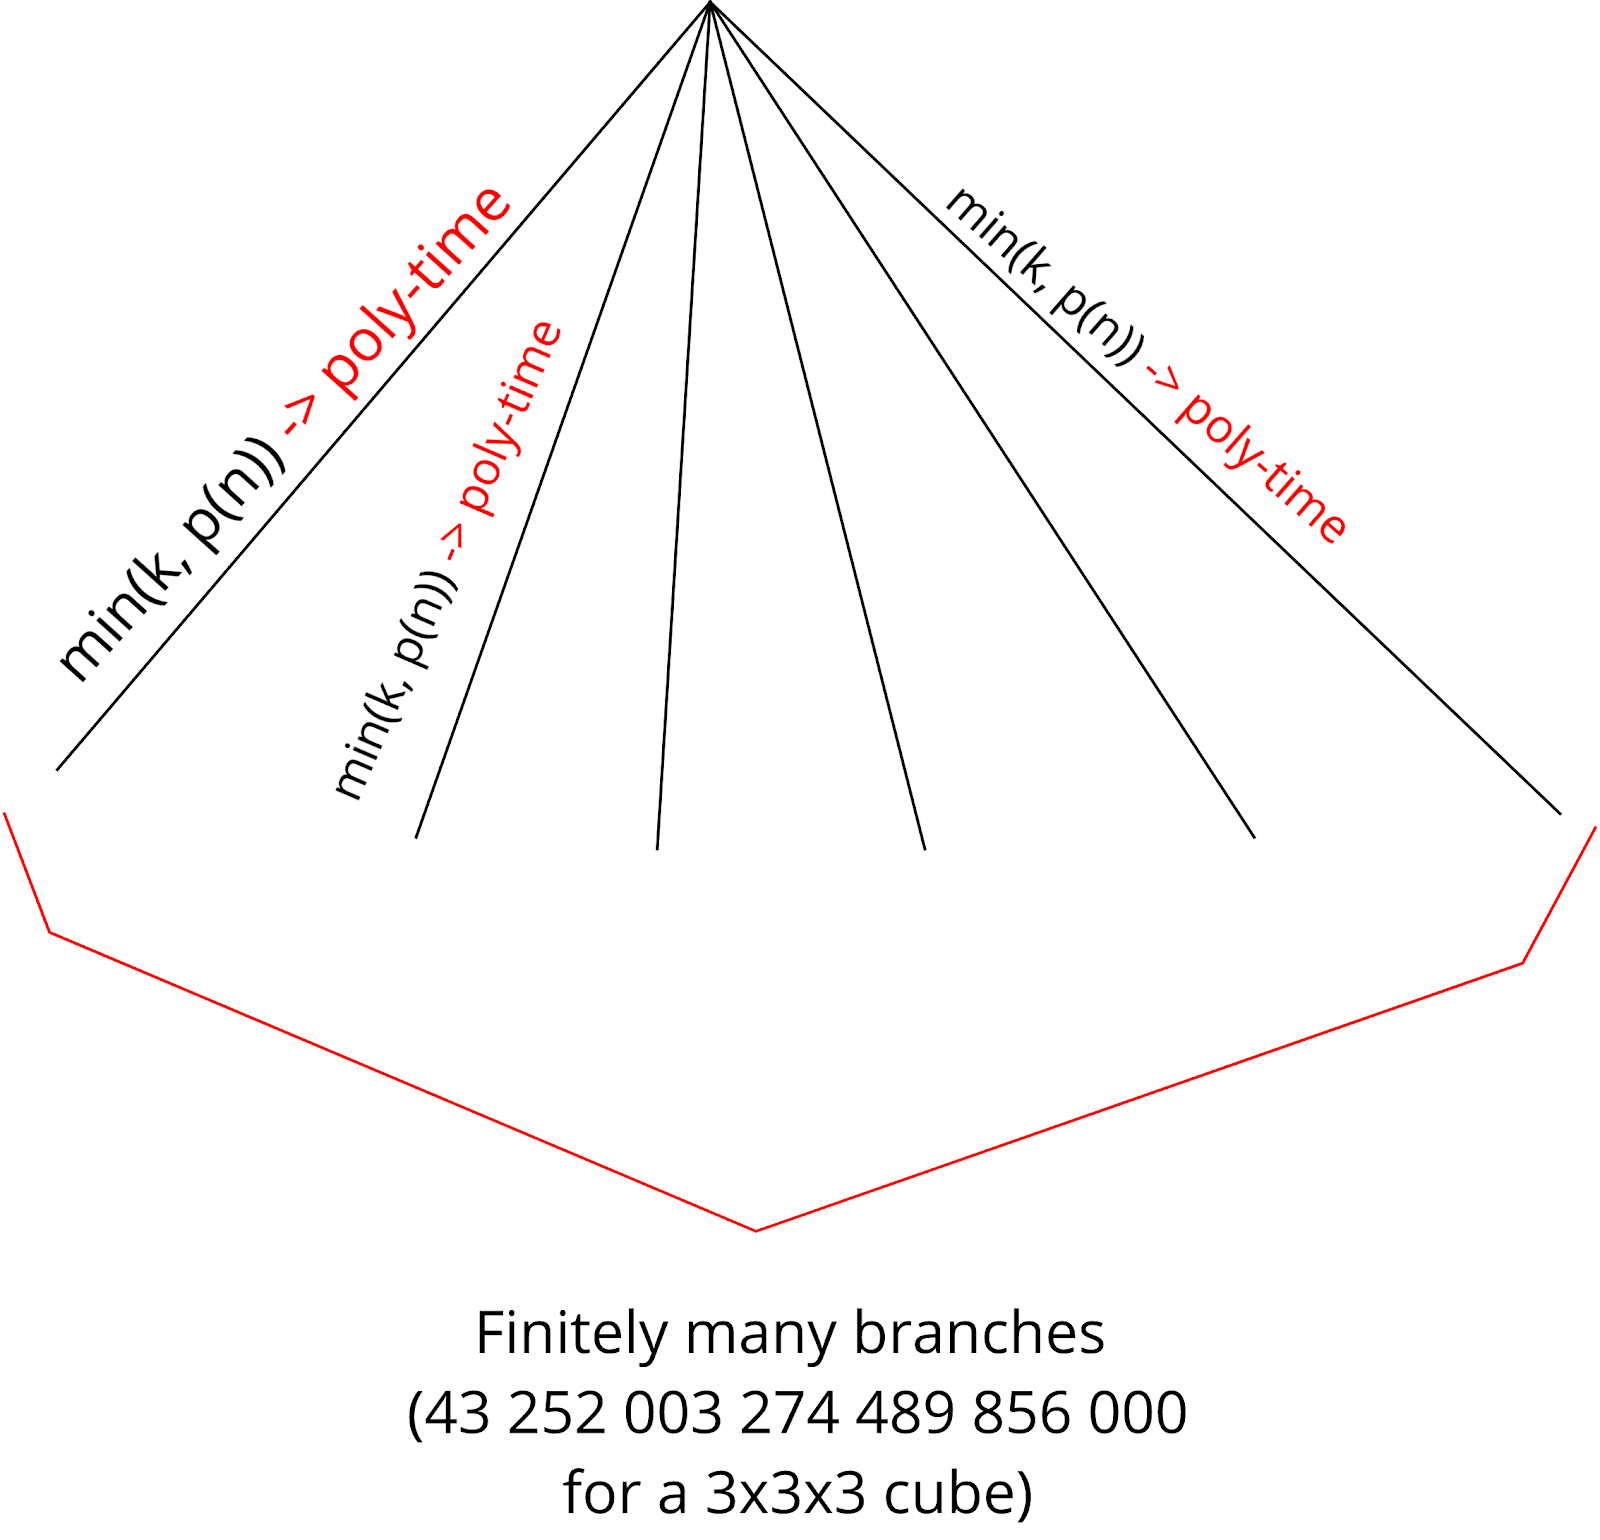 min(k, p(n)) -> poly-time
min(k, p(n)) -> poly-time
min(k, p(n)) -> poly-time
Finitely many branches
(43 252 003 274 489 856 000
for a 3x3x3 cube)